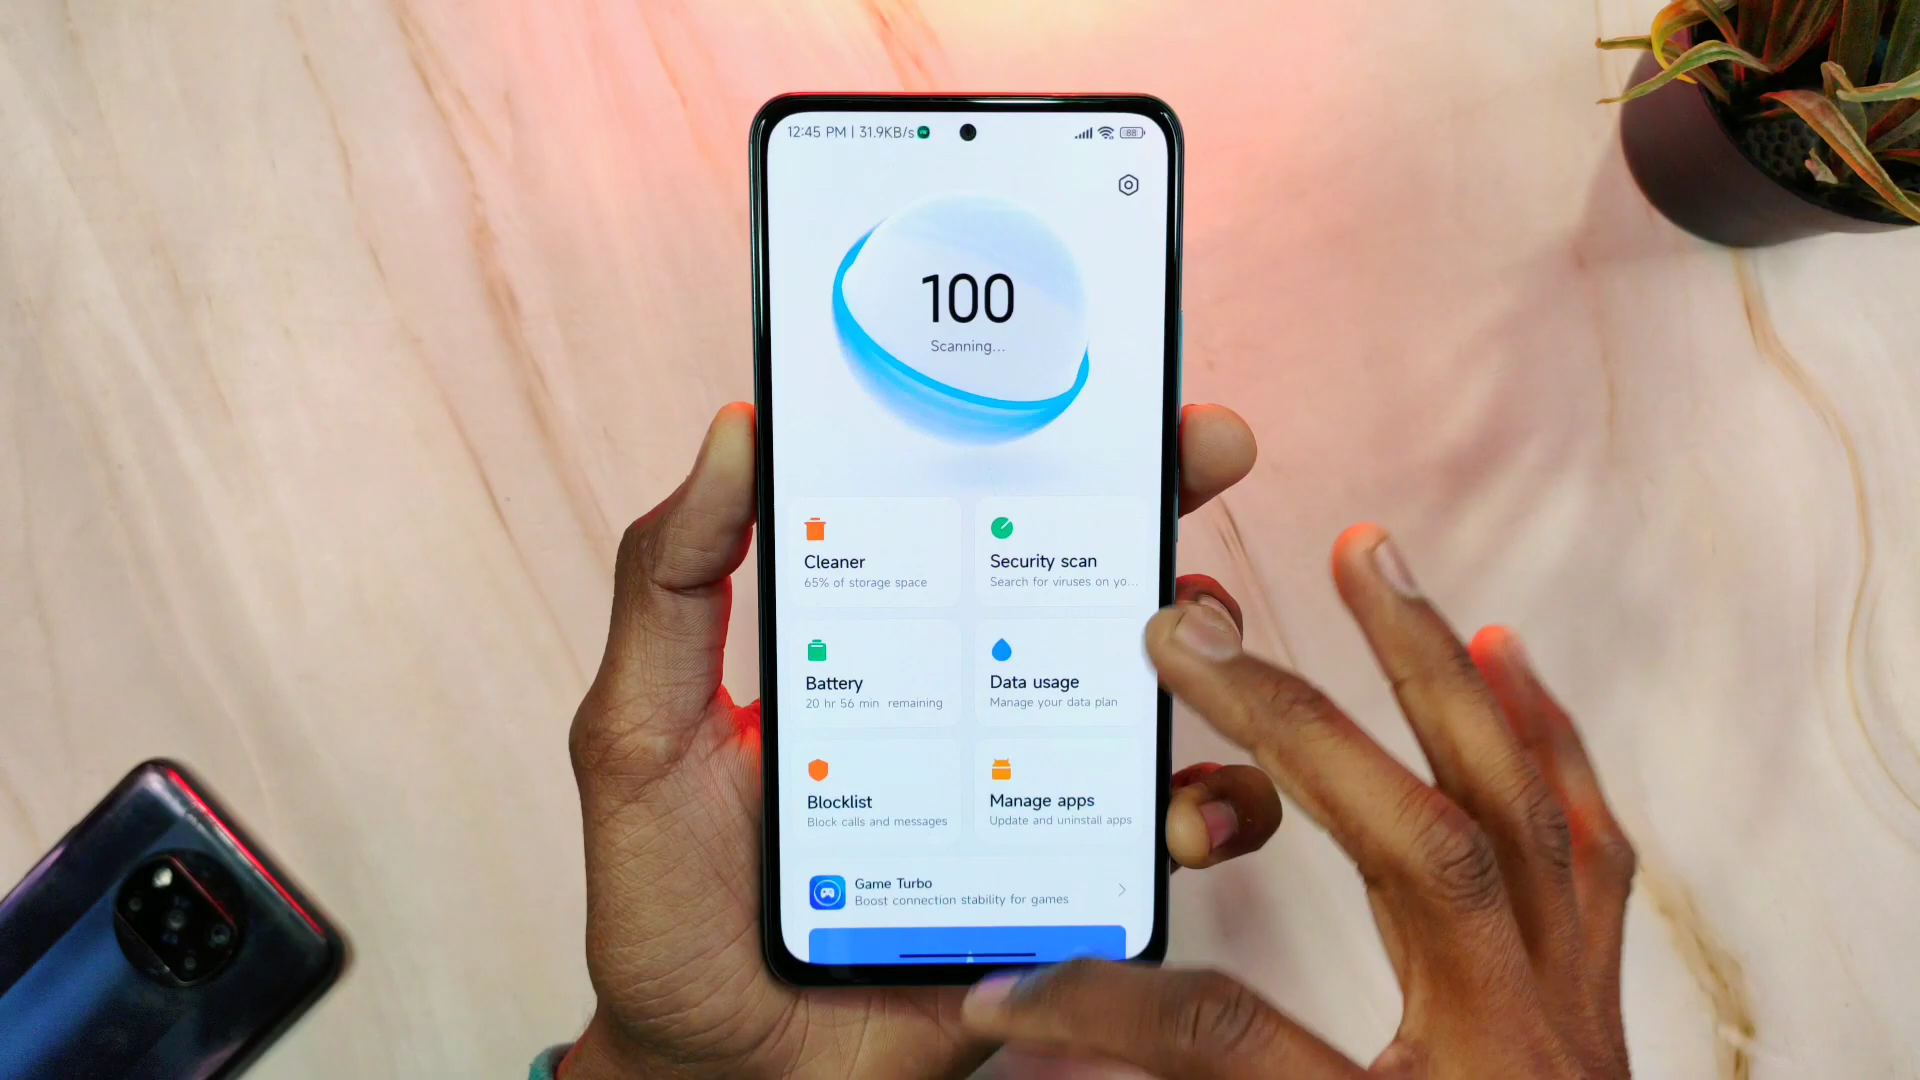 12:45 PM | 31.9KB/s
88
100
Scanning...
Cleaner
65% of storage space
Security scan
Search for viruses on yo...
Battery
20 hr 56 min remaining
Data usage
Manage your data plan
Blocklist
Block calls and messages
Manage apps
Update and uninstall apps
Game Turbo
Boost connection stability for games